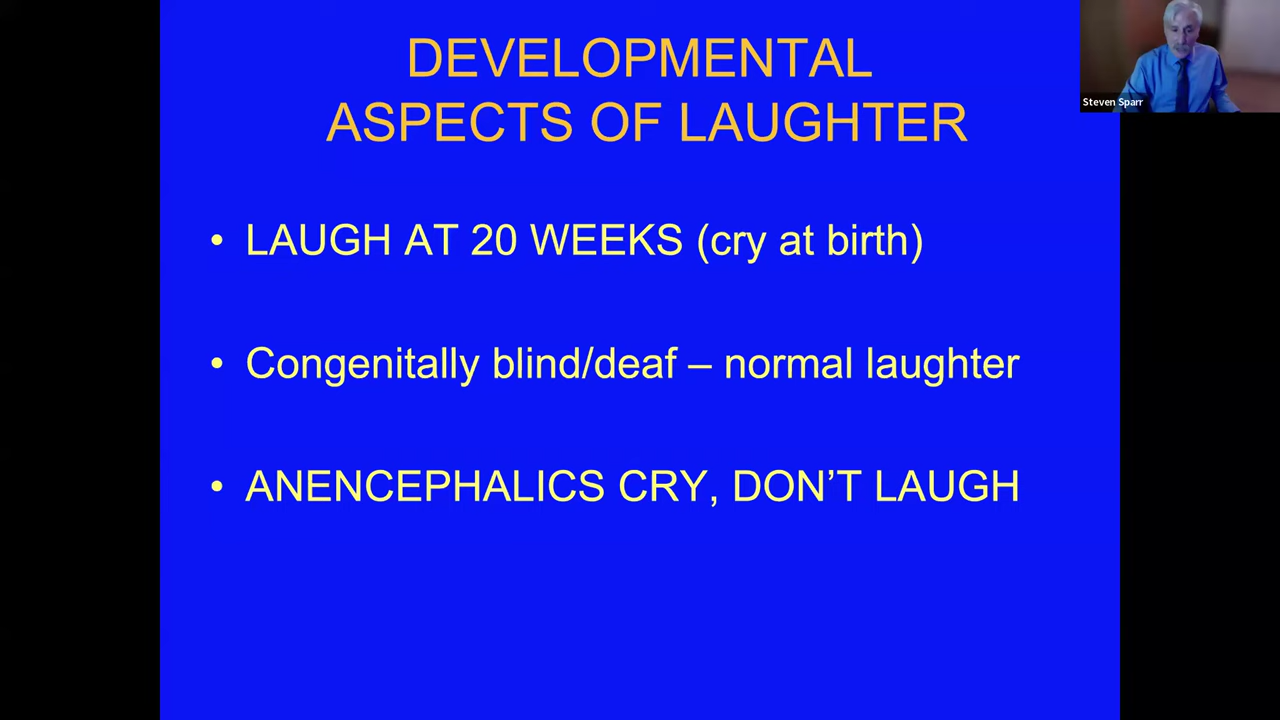 DEVELOPMENTAL
ASPECTS OF LAUGHTER
Steven Sparr
• LAUGH AT 20 WEEKS (cry at birth)
• Congenitally blind/deaf – normal laughter
• ANENCEPHALICS CRY, DON’T LAUGH